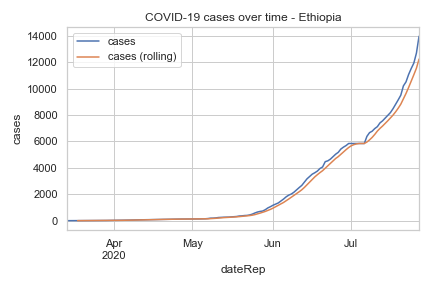 COVID-19 cases over time - Ethiopia
cases
cases (rolling)
14000
12000
10000
8000
6000
4000
2000
0
cases
Apr
2020
May
Jun
Jul
dateRep